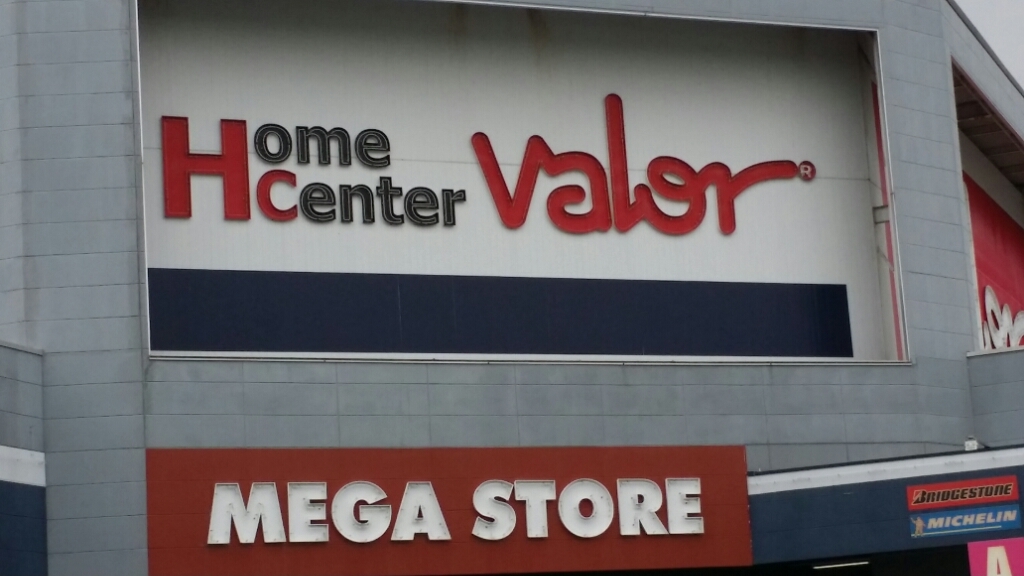 Home
Center
Valor®
MEGA STORE
BRIDGESTONE
MICHELIN
A